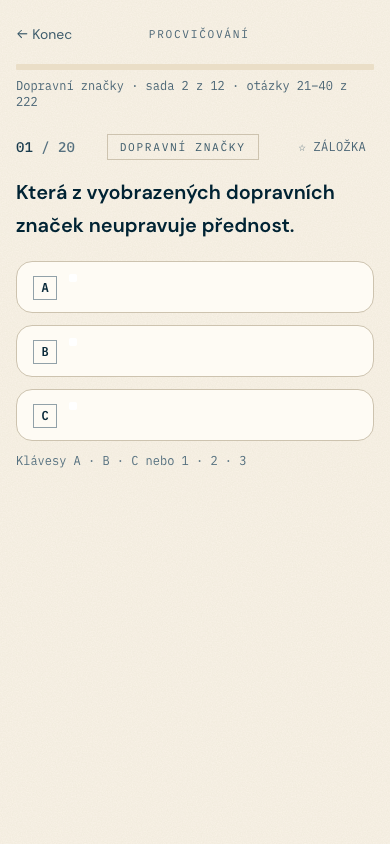 ← Konec
PROCVIČOVÁNÍ
Dopravní značky · sada 2 z 12 · otázky 21–40 z
222
01 / 20
DOPRAVNÍ ZNAČKY
☆ ZÁLOŽKA
Která z vyobrazených dopravních
značek neupravuje přednost.
A
B
C
Klávesy A · B · C nebo 1 · 2 · 3